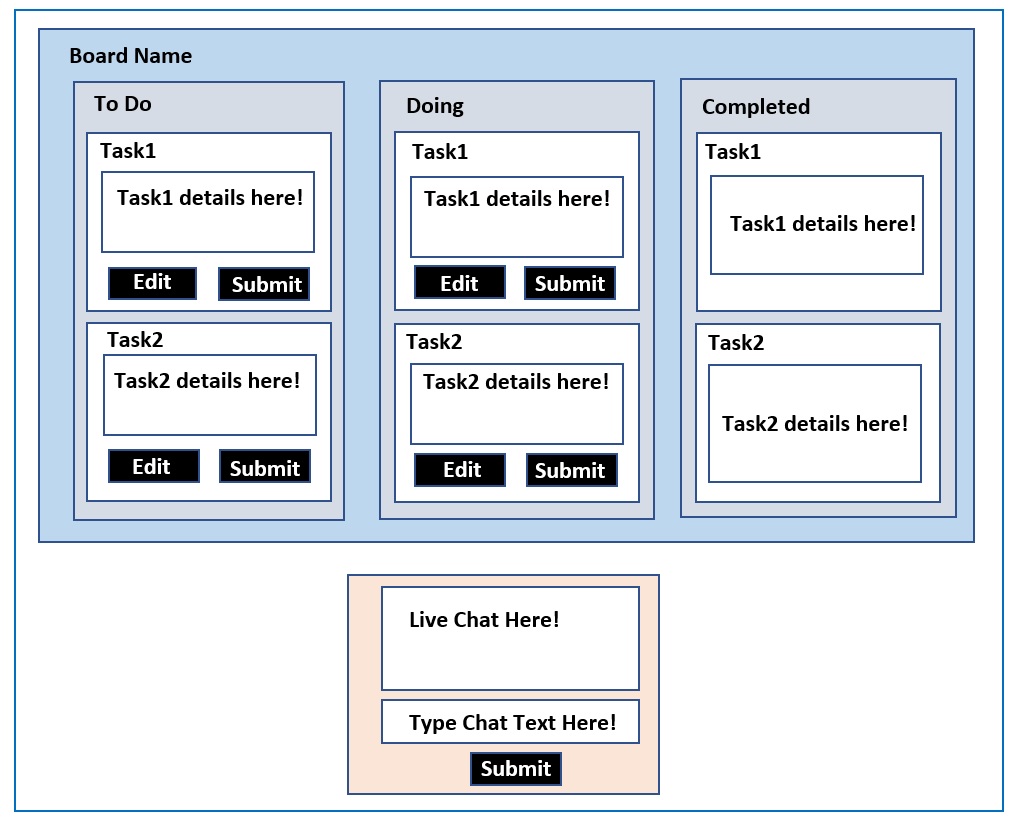 Board Name
To Do
Task1
Task1 details here!
Edit
Submit
Task2
Task2 details here!
Edit
Submit
Doing
Task1
Task1 details here!
Edit
Submit
Task2
Task2 details here!
Edit
Submit
Completed
Task1
Task1 details here!
Task2
Task2 details here!
Live Chat Here!
Type Chat Text Here!
Submit